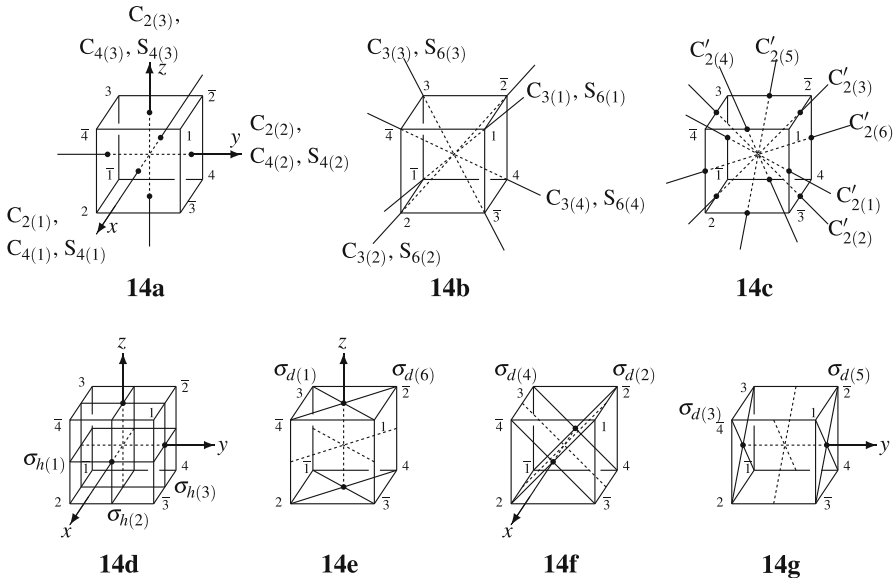 C2(3),
C4(3), S4(3)
z
3
2̅
4̅
1
y
C2(2),
C4(2), S4(2)
1̅
4
2
3̅
x
C2(1),
C4(1), S4(1)
14a
C3(3), S6(3)
3
2̅
C3(1), S6(1)
4̅
1
1̅
4
C3(4), S6(4)
2
3̅
C3(2), S6(2)
14b
C′2(5)
C′2(4)
3
2̅
C′2(3)
C′2(6)
4̅
1
1̅
4
C′2(1)
2
3̅
C′2(2)
14c
z
3
2̅
4̅
1
y
σh(1)
1̅
4
σh(3)
2
3̅
σh(2)
x
14d
z
σd(1)
σd(6)
3
2̅
4̅
1
1̅
4
2
3̅
14e
σd(4)
σd(2)
3
2̅
4̅
1
1̅
4
2
3̅
x
14f
σd(5)
3
2̅
σd(3)
4̅
1
y
1̅
4
2
3̅
14g